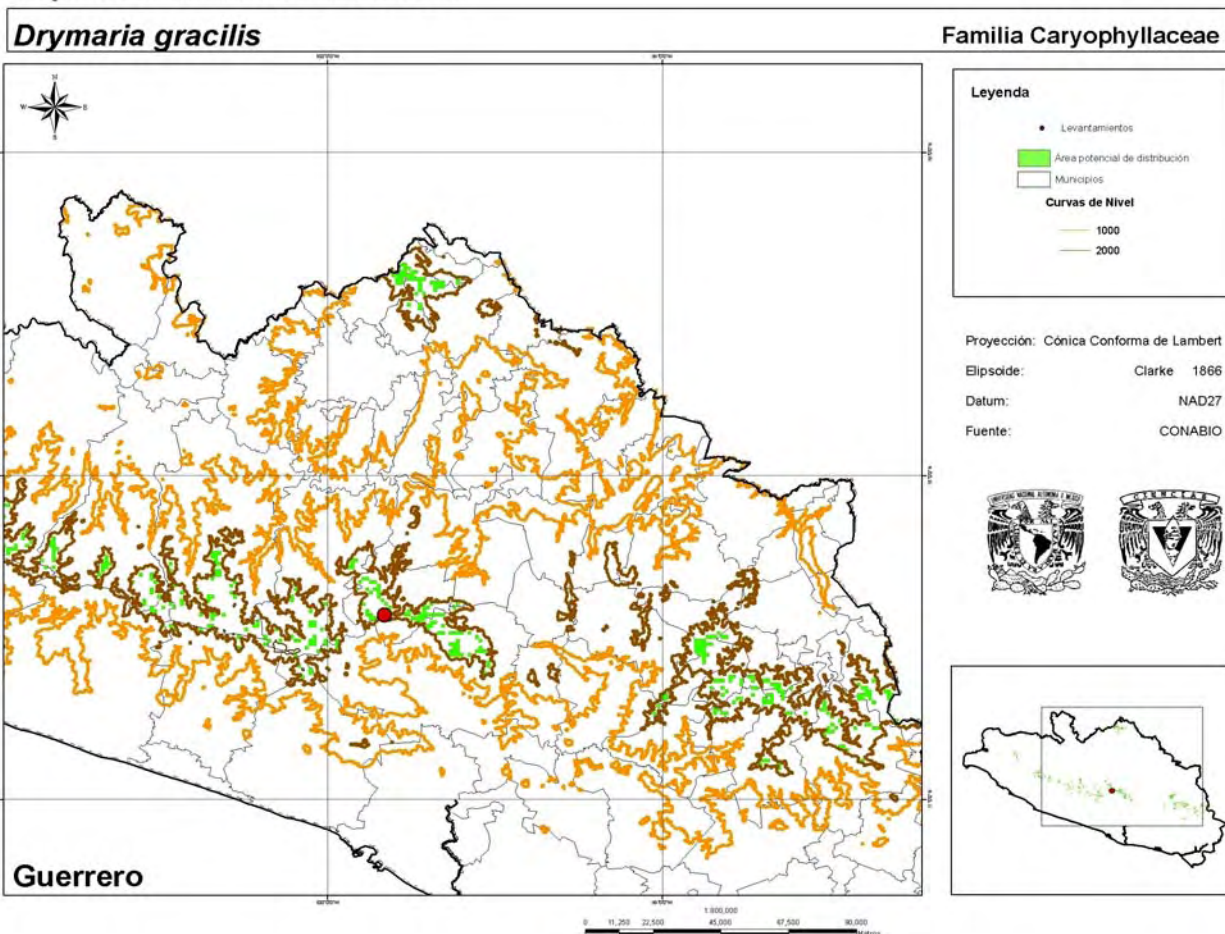 Drymaria gracilis
Familia Caryophyllaceae
N
W
E
S
Leyenda
Levantamientos
Área potencial de distribución
Municipios
Curvas de Nivel
1000
2000
Proyección: Cónica Conforma de Lambert
Elipsoide: Clarke 1866
Datum: NAD27
Fuente: CONABIO
Guerrero
1:800,000
0 11,250 22,500 45,000 67,500 90,000